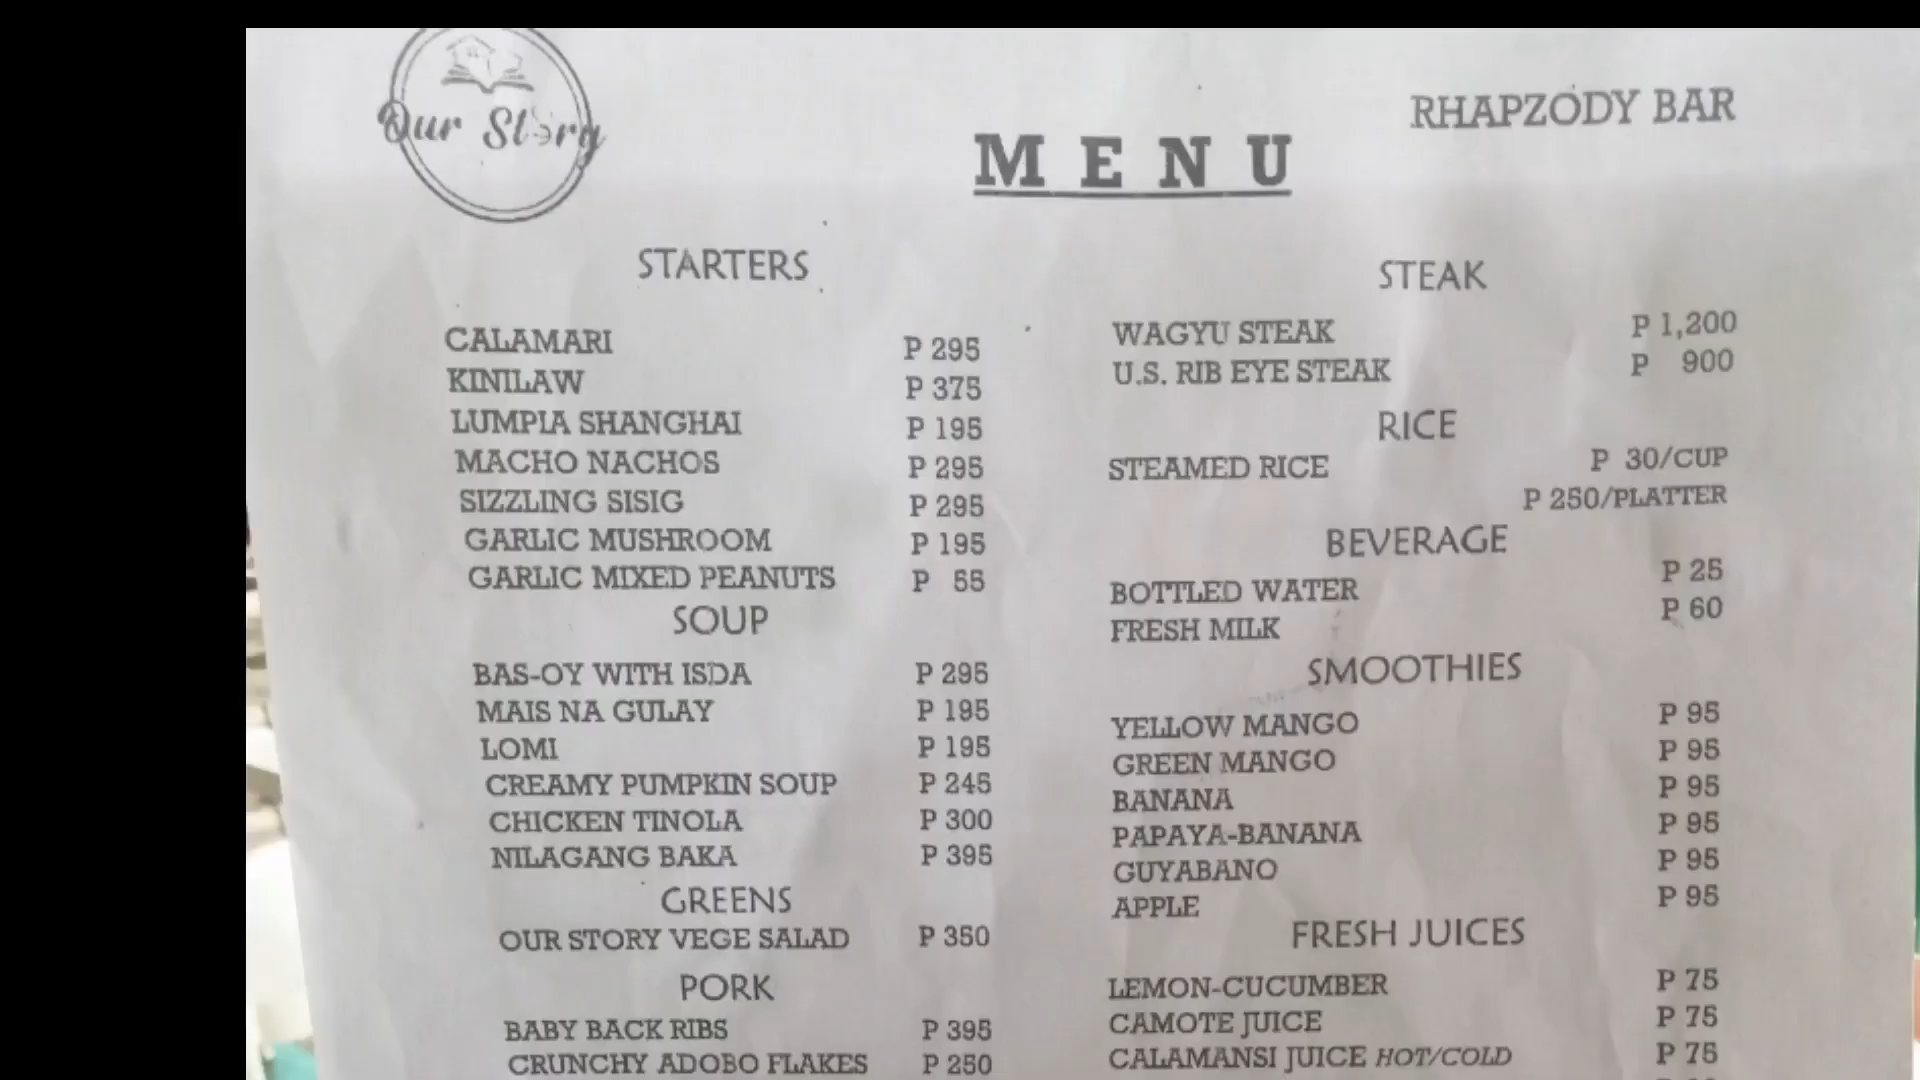 Our Story
RHAPZODY BAR
MENU
STARTERS
CALAMARI P 295
KINILAW P 375
LUMPIA SHANGHAI P 195
MACHO NACHOS P 295
SIZZLING SISIG P 295
GARLIC MUSHROOM P 195
GARLIC MIXED PEANUTS P 55
SOUP
BAS-OY WITH ISDA P 295
MAIS NA GULAY P 195
LOMI P 195
CREAMY PUMPKIN SOUP P 245
CHICKEN TINOLA P 300
NILAGANG BAKA P 395
GREENS
OUR STORY VEGE SALAD P 350
PORK
BABY BACK RIBS P 395
CRUNCHY ADOBO FLAKES P 250
STEAK
WAGYU STEAK P 1,200
U.S. RIB EYE STEAK P 900
RICE
STEAMED RICE P 30/CUP
P 250/PLATTER
BEVERAGE
BOTTLED WATER P 25
FRESH MILK P 60
SMOOTHIES
YELLOW MANGO P 95
GREEN MANGO P 95
BANANA P 95
PAPAYA-BANANA P 95
GUYABANO P 95
APPLE P 95
FRESH JUICES
LEMON-CUCUMBER P 75
CAMOTE JUICE P 75
CALAMANSI JUICE HOT/COLD P 75